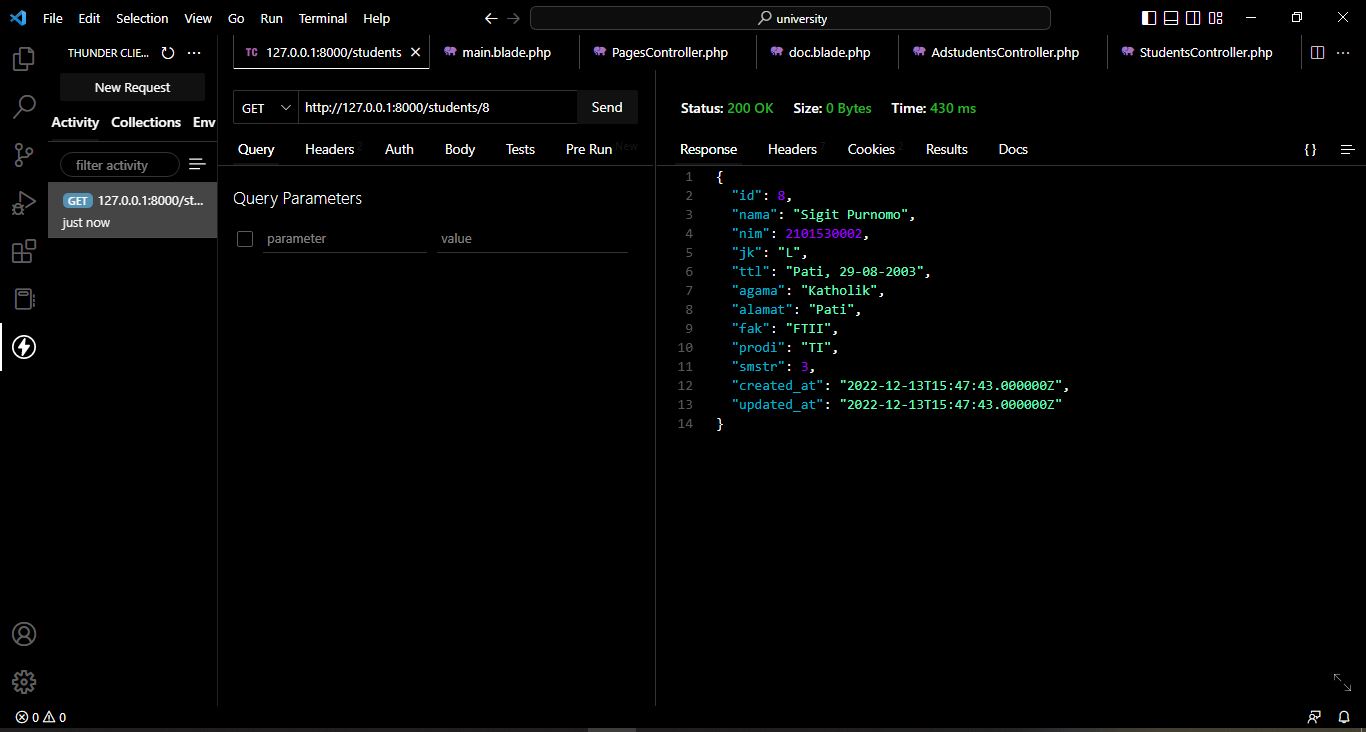 File Edit Selection View Go Run Terminal Help university
THUNDER CLIE... TC 127.0.0.1:8000/students main.blade.php PagesController.php doc.blade.php AdstudentsController.php StudentsController.php
New Request
GET http://127.0.0.1:8000/students/8 Send
Status: 200 OK Size: 0 Bytes Time: 430 ms
Activity Collections Env
filter activity
Query Headers 2 Auth Body Tests Pre Run New
Response Headers 7 Cookies 2 Results Docs {}
GET 127.0.0.1:8000/st...
just now
Query Parameters
parameter value
1 {
2 "id": 8,
3 "nama": "Sigit Purnomo",
4 "nim": 2101530002,
5 "jk": "L",
6 "ttl": "Pati, 29-08-2003",
7 "agama": "Katholik",
8 "alamat": "Pati",
9 "fak": "FTII",
10 "prodi": "TI",
11 "smstr": 3,
12 "created_at": "2022-12-13T15:47:43.000000Z",
13 "updated_at": "2022-12-13T15:47:43.000000Z"
14 }
0 0